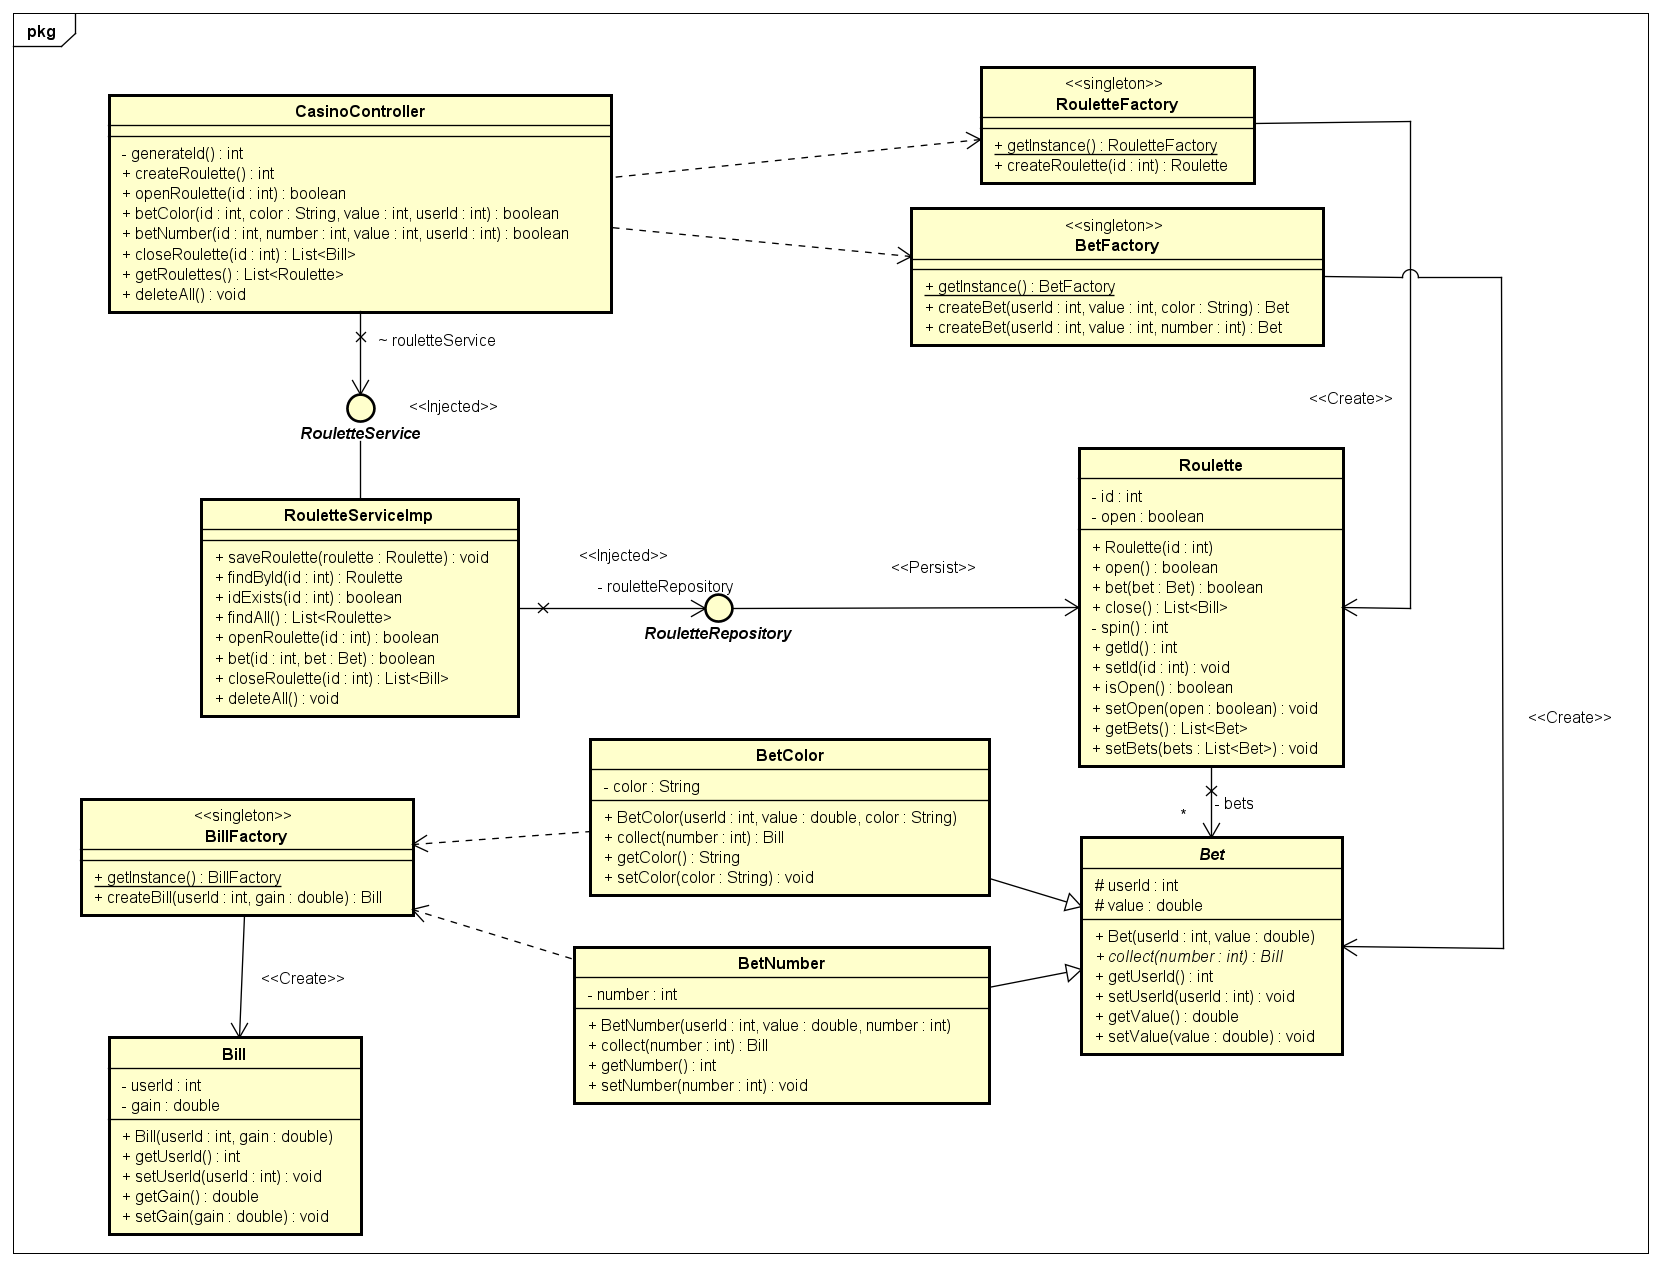 pkg
CasinoController
- generateId() : int
+ createRoulette() : int
+ openRoulette(id : int) : boolean
+ betColor(id : int, color : String, value : int, userId : int) : boolean
+ betNumber(id : int, number : int, value : int, userId : int) : boolean
+ closeRoulette(id : int) : List<Bill>
+ getRoulettes() : List<Roulette>
+ deleteAll() : void
<<singleton>>
RouletteFactory
+ getInstance() : RouletteFactory
+ createRoulette(id : int) : Roulette
<<singleton>>
BetFactory
+ getInstance() : BetFactory
+ createBet(userId : int, value : int, color : String) : Bet
+ createBet(userId : int, value : int, number : int) : Bet
~ rouletteService
<<Injected>>
RouletteService
<<Create>>
RouletteServiceImp
+ saveRoulette(roulette : Roulette) : void
+ findById(id : int) : Roulette
+ idExists(id : int) : boolean
+ findAll() : List<Roulette>
+ openRoulette(id : int) : boolean
+ bet(id : int, bet : Bet) : boolean
+ closeRoulette(id : int) : List<Bill>
+ deleteAll() : void
<<Injected>>
- rouletteRepository
RouletteRepository
<<Persist>>
Roulette
- id : int
- open : boolean
+ Roulette(id : int)
+ open() : boolean
+ bet(bet : Bet) : boolean
+ close() : List<Bill>
- spin() : int
+ getId() : int
+ setId(id : int) : void
+ isOpen() : boolean
+ setOpen(open : boolean) : void
+ getBets() : List<Bet>
+ setBets(bets : List<Bet>) : void
<<Create>>
- bets
*
BetColor
- color : String
+ BetColor(userId : int, value : double, color : String)
+ collect(number : int) : Bill
+ getColor() : String
+ setColor(color : String) : void
<<singleton>>
BillFactory
+ getInstance() : BillFactory
+ createBill(userId : int, gain : double) : Bill
Bet
# userId : int
# value : double
+ Bet(userId : int, value : double)
+ collect(number : int) : Bill
+ getUserId() : int
+ setUserId(userId : int) : void
+ getValue() : double
+ setValue(value : double) : void
BetNumber
- number : int
+ BetNumber(userId : int, value : double, number : int)
+ collect(number : int) : Bill
+ getNumber() : int
+ setNumber(number : int) : void
<<Create>>
Bill
- userId : int
- gain : double
+ Bill(userId : int, gain : double)
+ getUserId() : int
+ setUserId(userId : int) : void
+ getGain() : double
+ setGain(gain : double) : void